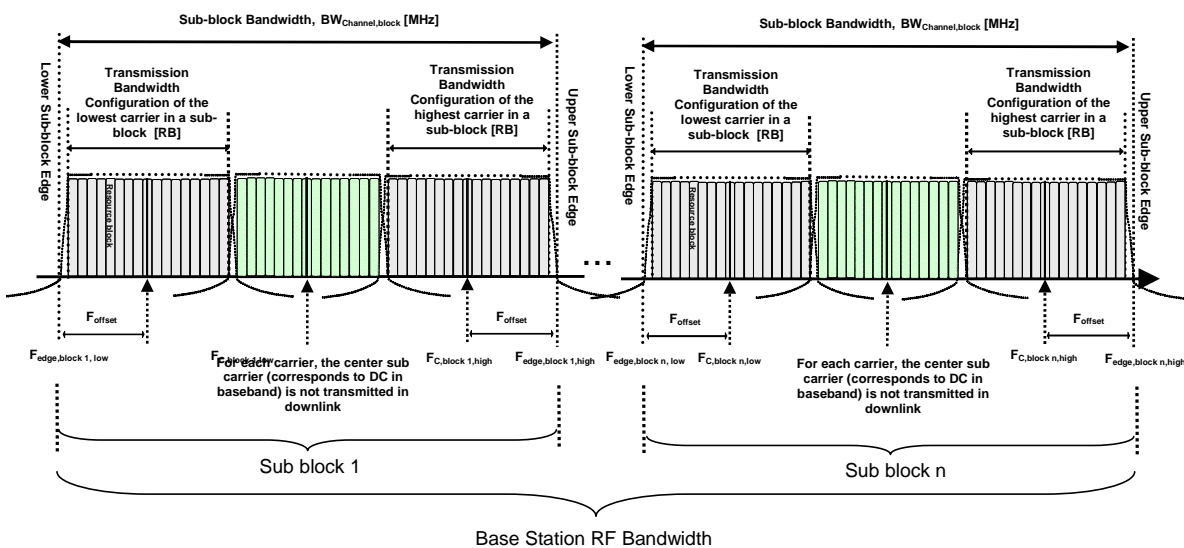 Sub-block Bandwidth, BWChannel,block [MHz]
Lower Sub-block Edge
Transmission
Bandwidth
Configuration of the
lowest carrier in a sub-
block [RB]
Transmission
Bandwidth
Configuration of the
highest carrier in a
sub-block [RB]
Upper Sub-block Edge
Resource block
Foffset
Foffset
Fedge,block 1, low
FC,block 1,low
FC,block 1,high
Fedge,block 1,high
For each carrier, the center sub
carrier (corresponds to DC in
baseband) is not transmitted in
downlink
Sub block 1
...
Sub-block Bandwidth, BWChannel,block [MHz]
Lower Sub-block Edge
Transmission
Bandwidth
Configuration of the
lowest carrier in a
sub-block [RB]
Transmission
Bandwidth
Configuration of the
highest carrier in a
sub-block [RB]
Upper Sub-block Edge
Resource block
Foffset
Foffset
Fedge,block n, low
FC,block n,low
FC,block n,high
Fedge,block n,high
For each carrier, the center sub
carrier (corresponds to DC in
baseband) is not transmitted in
downlink
Sub block n
Base Station RF Bandwidth